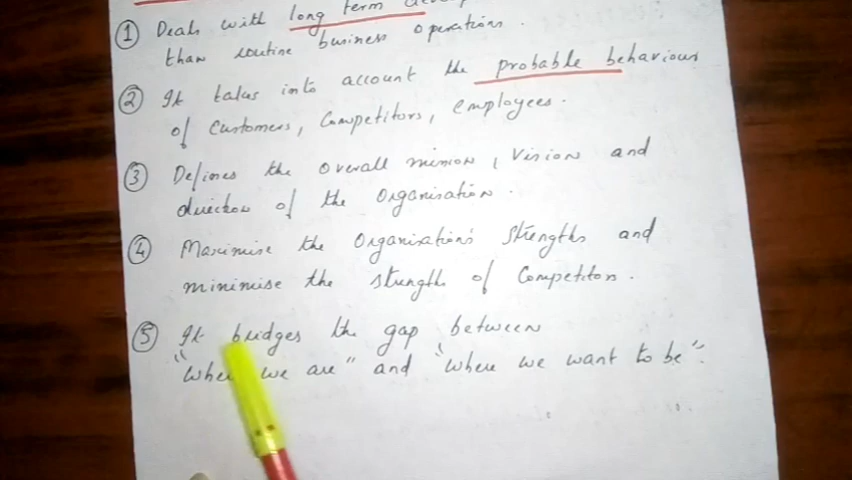 ① Deals with long term
than routine business operations.
② It takes into account the probable behaviour
of Customers, Competitors, employees.
③ Defines the overall mission, vision and
direction of the Organisation.
④ Maximise the Organisation's Strengths and
minimise the strength of Competitors.
⑤ It bridges the gap between
"Where we are" and "where we want to be".